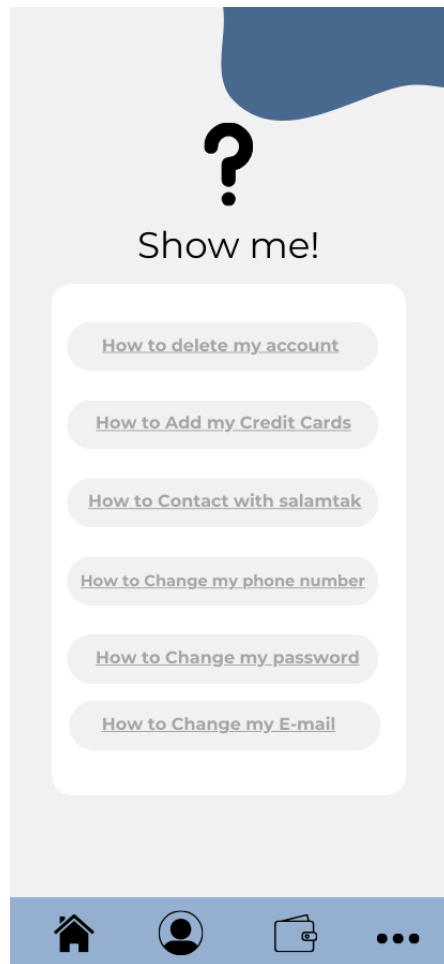 ?
Show me!
How to delete my account
How to Add my Credit Cards
How to Contact with salamtak
How to Change my phone number
How to Change my password
How to Change my E-mail